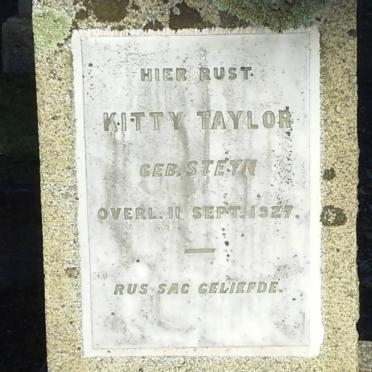 HIER RUST
KITTY TAYLOR
GEB. STEYN
OVERL. 11 SEPT. 1927.
RUS SAG GELIEFDE.